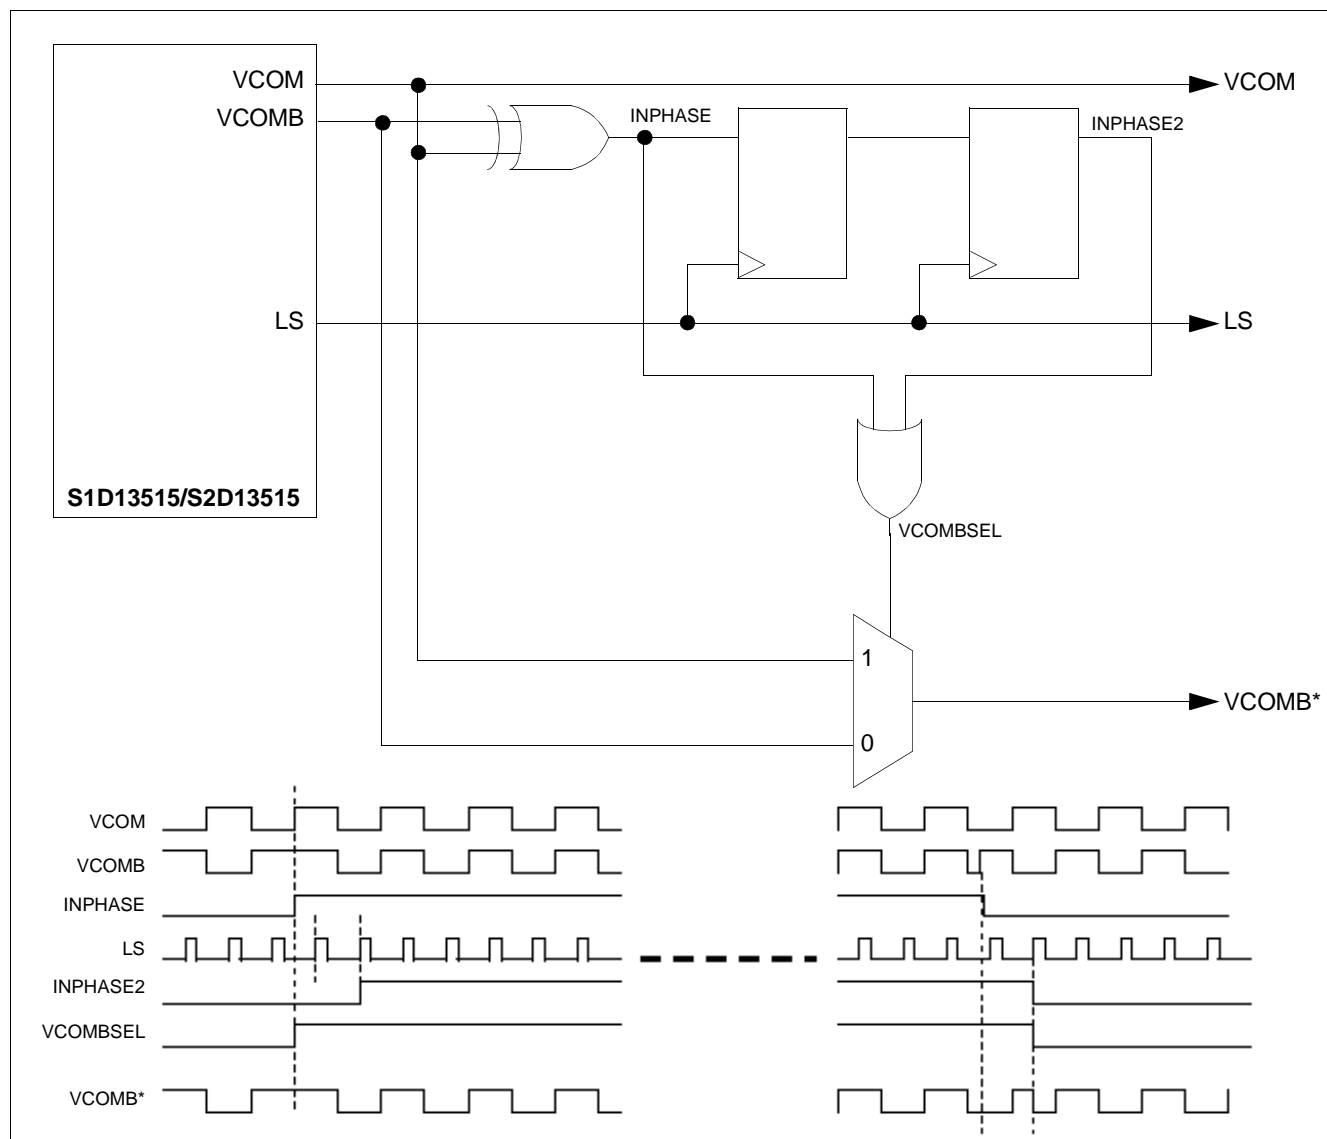 VCOM
VCOM
VCOMB
INPHASE
INPHASE2
LS
LS
S1D13515/S2D13515
VCOMBSEL
1
VCOMB*
0
VCOM
VCOMB
INPHASE
LS
INPHASE2
VCOMBSEL
VCOMB*